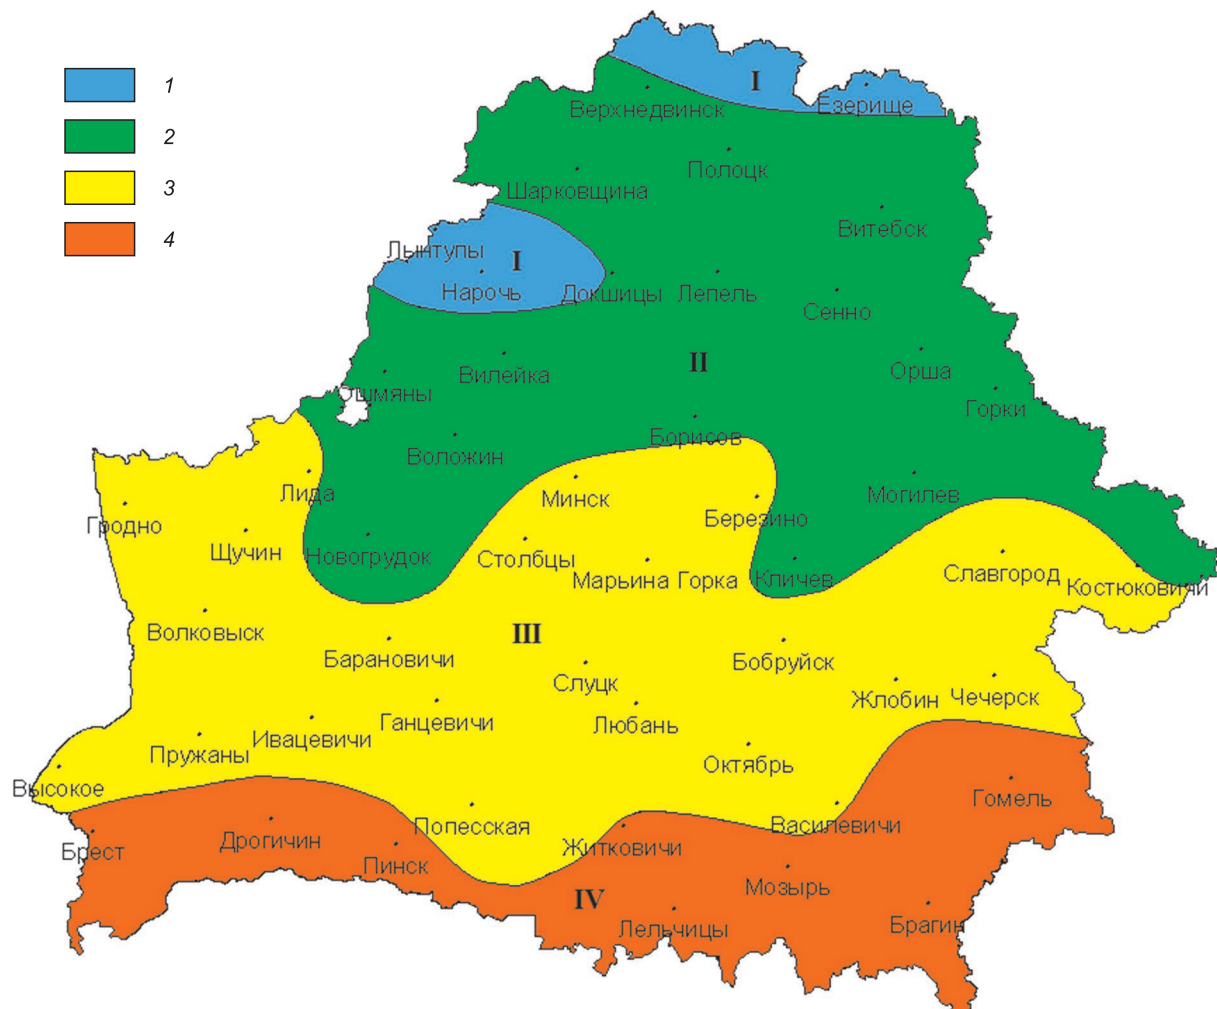 1
2
3
4
I
Езерище
Верхнедвинск
Полоцк
Шарковщина
Витебск
Лынтупы
I
Нарочь
Докшицы
Лепель
Сенно
II
Вилейка
Орша
Ошмяны
Горки
Борисов
Воложин
Лида
Минск
Могилев
Гродно
Березино
Щучин
Новогрудок
Столбцы
Марьина Горка
Кличев
Славгород
Костюковичи
Волковыск
III
Барановичи
Бобруйск
Слуцк
Жлобин
Чечерск
Ганцевичи
Любань
Ивацевичи
Пружаны
Октябрь
Высокое
Гомель
Полесская
Василевичи
Дрогичин
Брест
Житковичи
Пинск
Мозырь
IV
Лельчицы
Брагин